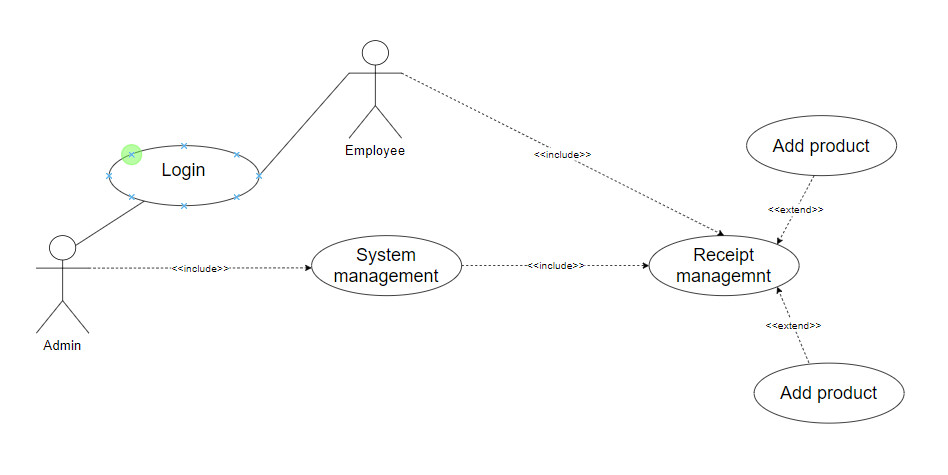 Employee
<<include>>
Add product
Login
<<extend>>
System
management
<<include>>
<<include>>
Receipt
managemnt
Admin
<<extend>>
Add product